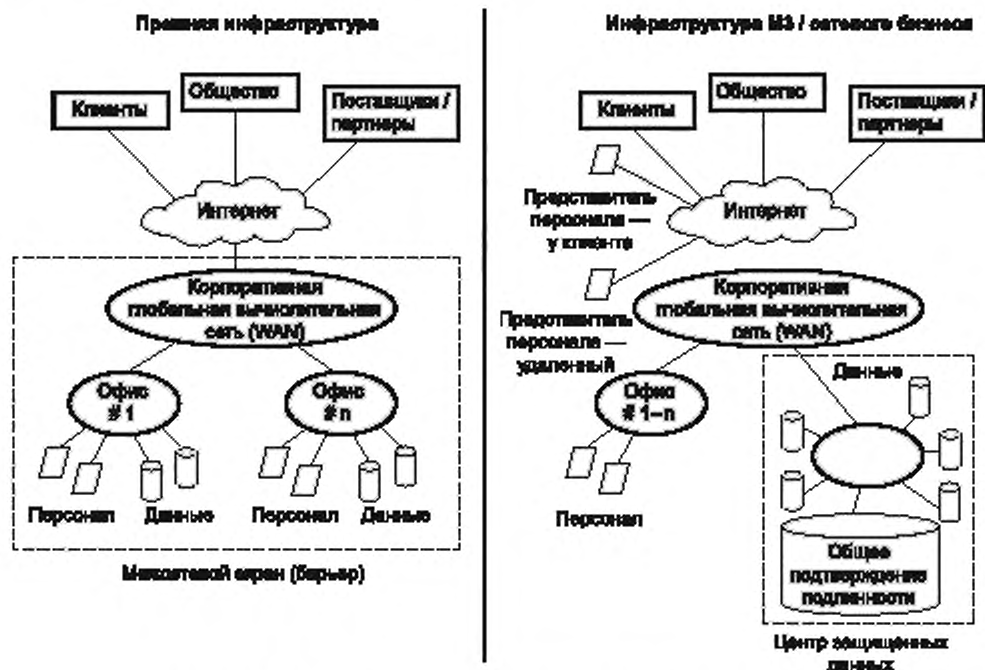 Прежняя инфраструктура
Клиенты
Общество
Поставщики /
партнеры
Интернет
Корпоративная
глобальная вычислительная
сеть (WAN)
Офис
# 1
Офис
# n
Персонал
Данные
Персонал
Данные
Межсетевой экран (барьер)
Инфраструктура М3 / сетевого бизнеса
Клиенты
Общество
Поставщики /
партнеры
Представитель
персонала —
у клиента
Интернет
Представитель
персонала —
удаленный
Корпоративная
глобальная вычислительная
сеть (WAN)
Офис
# 1–n
Персонал
Данные
Общее
подтверждение
подлинности
Центр защищенных
данных